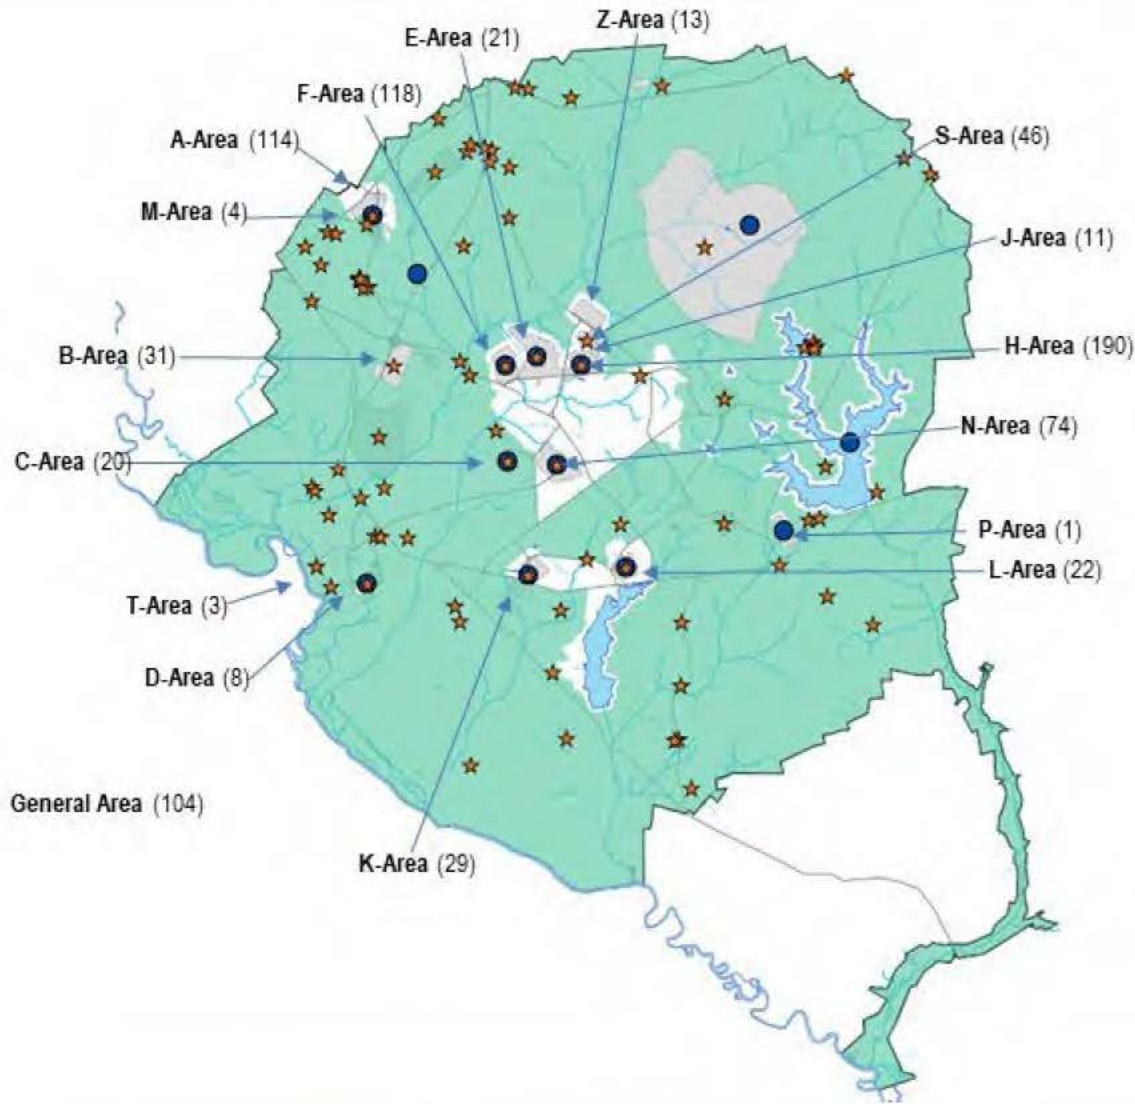 Z-Area (13)
E-Area (21)
F-Area (118)
A-Area (114)
S-Area (46)
M-Area (4)
J-Area (11)
B-Area (31)
H-Area (190)
N-Area (74)
C-Area (20)
P-Area (1)
L-Area (22)
T-Area (3)
D-Area (8)
General Area (104)
K-Area (29)